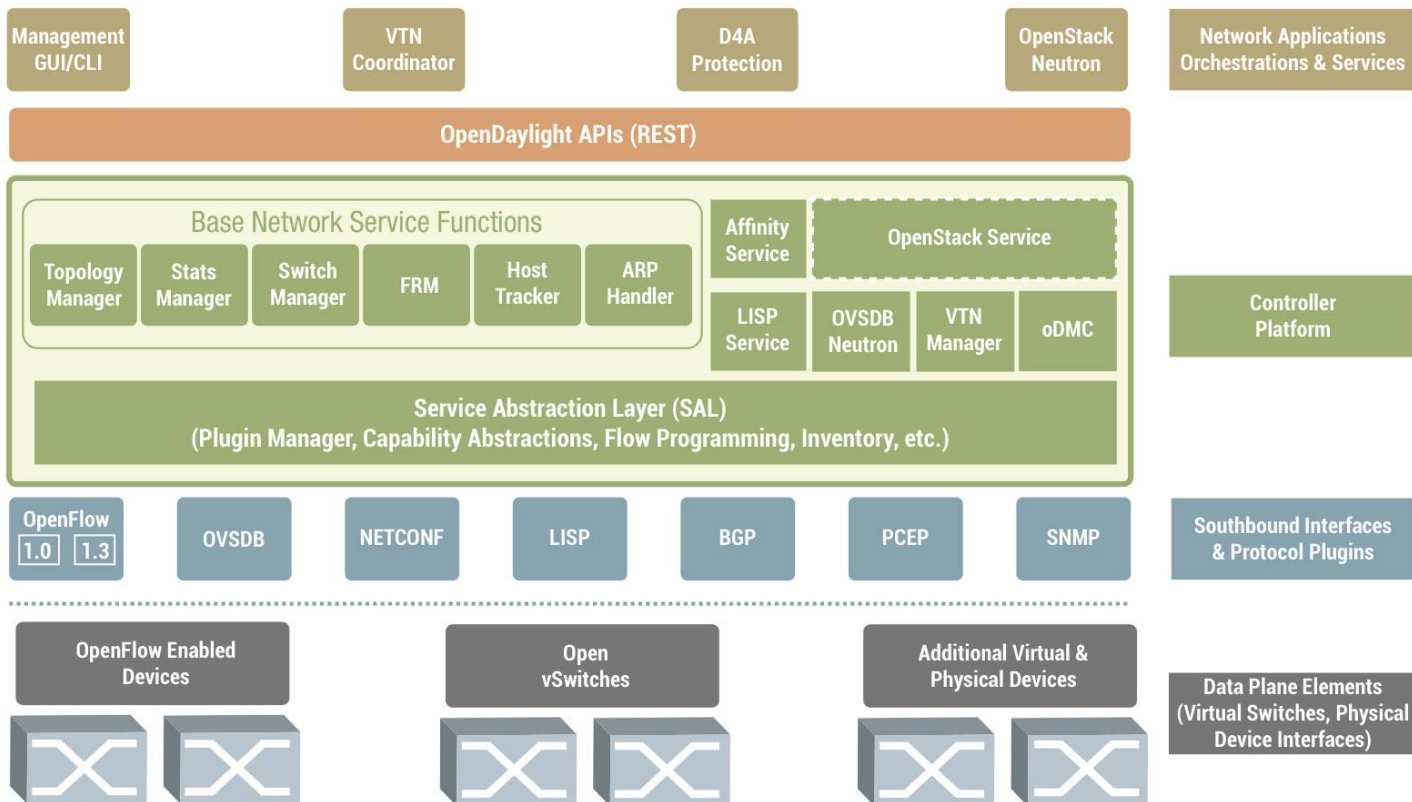 Management
GUI/CLI
VTN
Coordinator
D4A
Protection
OpenStack
Neutron
Network Applications
Orchestrations & Services
OpenDaylight APIs (REST)
Base Network Service Functions
Topology
Manager
Stats
Manager
Switch
Manager
FRM
Host
Tracker
ARP
Handler
Affinity
Service
OpenStack Service
LISP
Service
OVSDB
Neutron
VTN
Manager
oDMC
Controller
Platform
Service Abstraction Layer (SAL)
(Plugin Manager, Capability Abstractions, Flow Programming, Inventory, etc.)
OpenFlow
1.0 1.3
OVSDB
NETCONF
LISP
BGP
PCEP
SNMP
Southbound Interfaces
& Protocol Plugins
OpenFlow Enabled
Devices
Open
vSwitches
Additional Virtual &
Physical Devices
Data Plane Elements
(Virtual Switches, Physical
Device Interfaces)